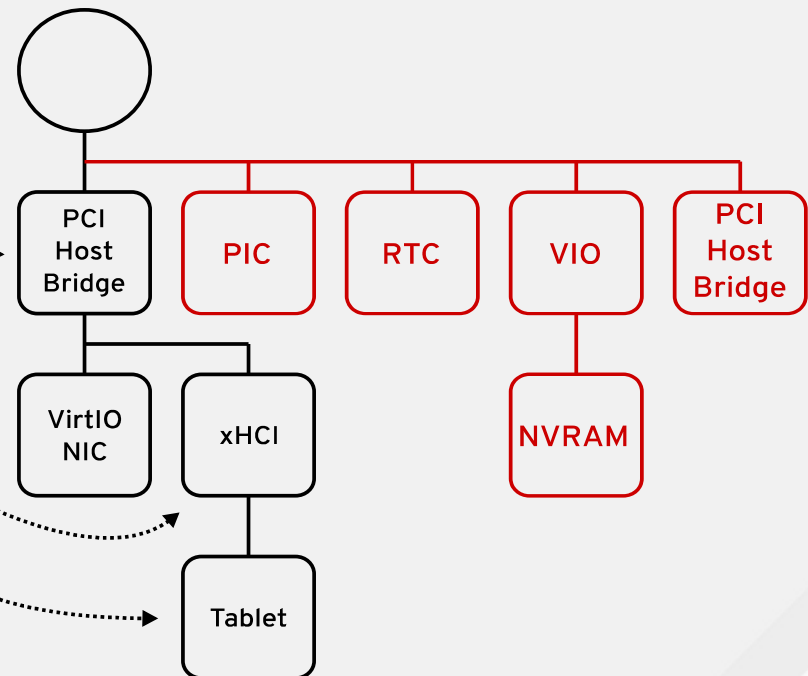 PCI
Host
Bridge
PIC
RTC
VIO
PCI
Host
Bridge
VirtIO
NIC
xHCI
NVRAM
Tablet